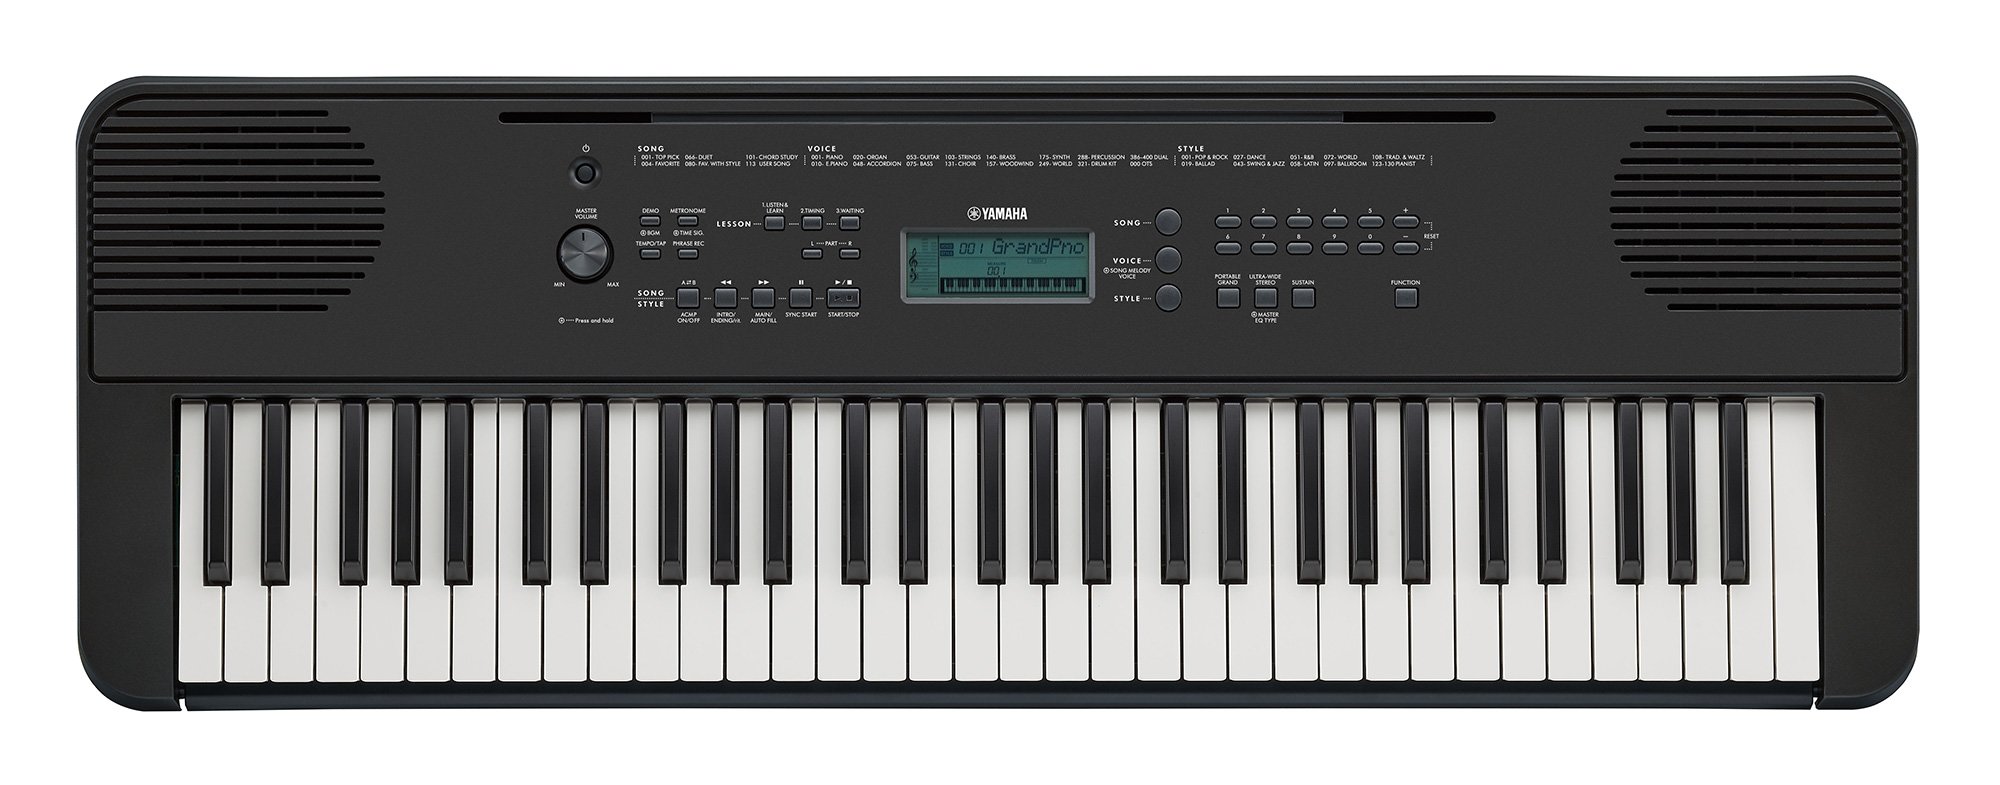 SONG
001- TOP PICK 066- DUET 101- CHORD STUDY
004- FAVORITE 080- FAV. WITH STYLE 113 USER SONG
VOICE
001- PIANO 020- ORGAN 053- GUITAR 103- STRINGS 140- BRASS 175- SYNTH 288- PERCUSSION 386-400 DUAL
010- E.PIANO 048- ACCORDION 075- BASS 131- CHOIR 157- WOODWIND 249- WORLD 321- DRUM KIT 000 OTS
STYLE
001- POP & ROCK 027- DANCE 051- R&B 072- WORLD 108- TRAD. & WALTZ
019- BALLAD 043- SWING & JAZZ 058- LATIN 097- BALLROOM 123-130 PIANIST
MASTER
VOLUME
MIN MAX
Press and hold
DEMO METRONOME
BGM TIME SIG.
TEMPO/TAP PHRASE REC
LESSON
1.LISTEN &
LEARN
2.TIMING 3.WAITING
L PART R
SONG
STYLE
A B
ACMP
ON/OFF
INTRO/
ENDING/rit.
MAIN/
AUTO FILL
SYNC START
START/STOP
YAMAHA
001 GrandPno
MEASURE
001
SONG
VOICE
SONG MELODY
VOICE
STYLE
1 2 3 4 5 +
6 7 8 9 0 −
RESET
PORTABLE
GRAND
ULTRA-WIDE
STEREO
SUSTAIN
FUNCTION
MASTER
EQ TYPE